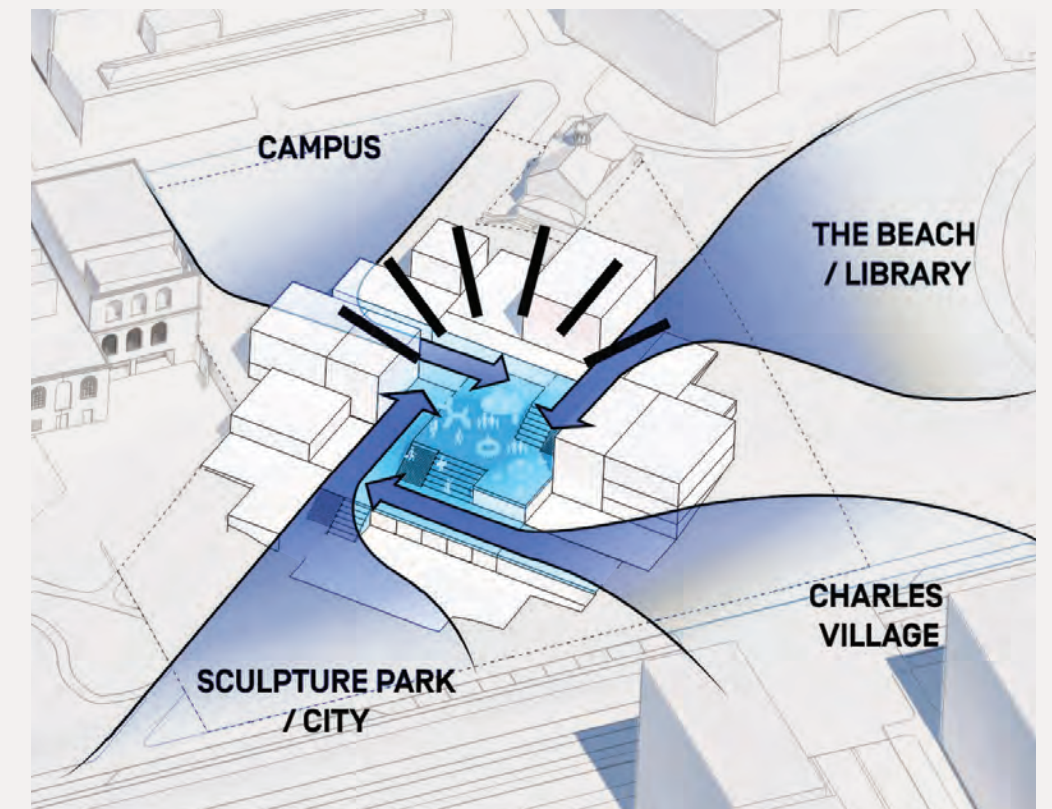 CAMPUS
THE BEACH
/ LIBRARY
CHARLES
VILLAGE
SCULPTURE PARK
/ CITY